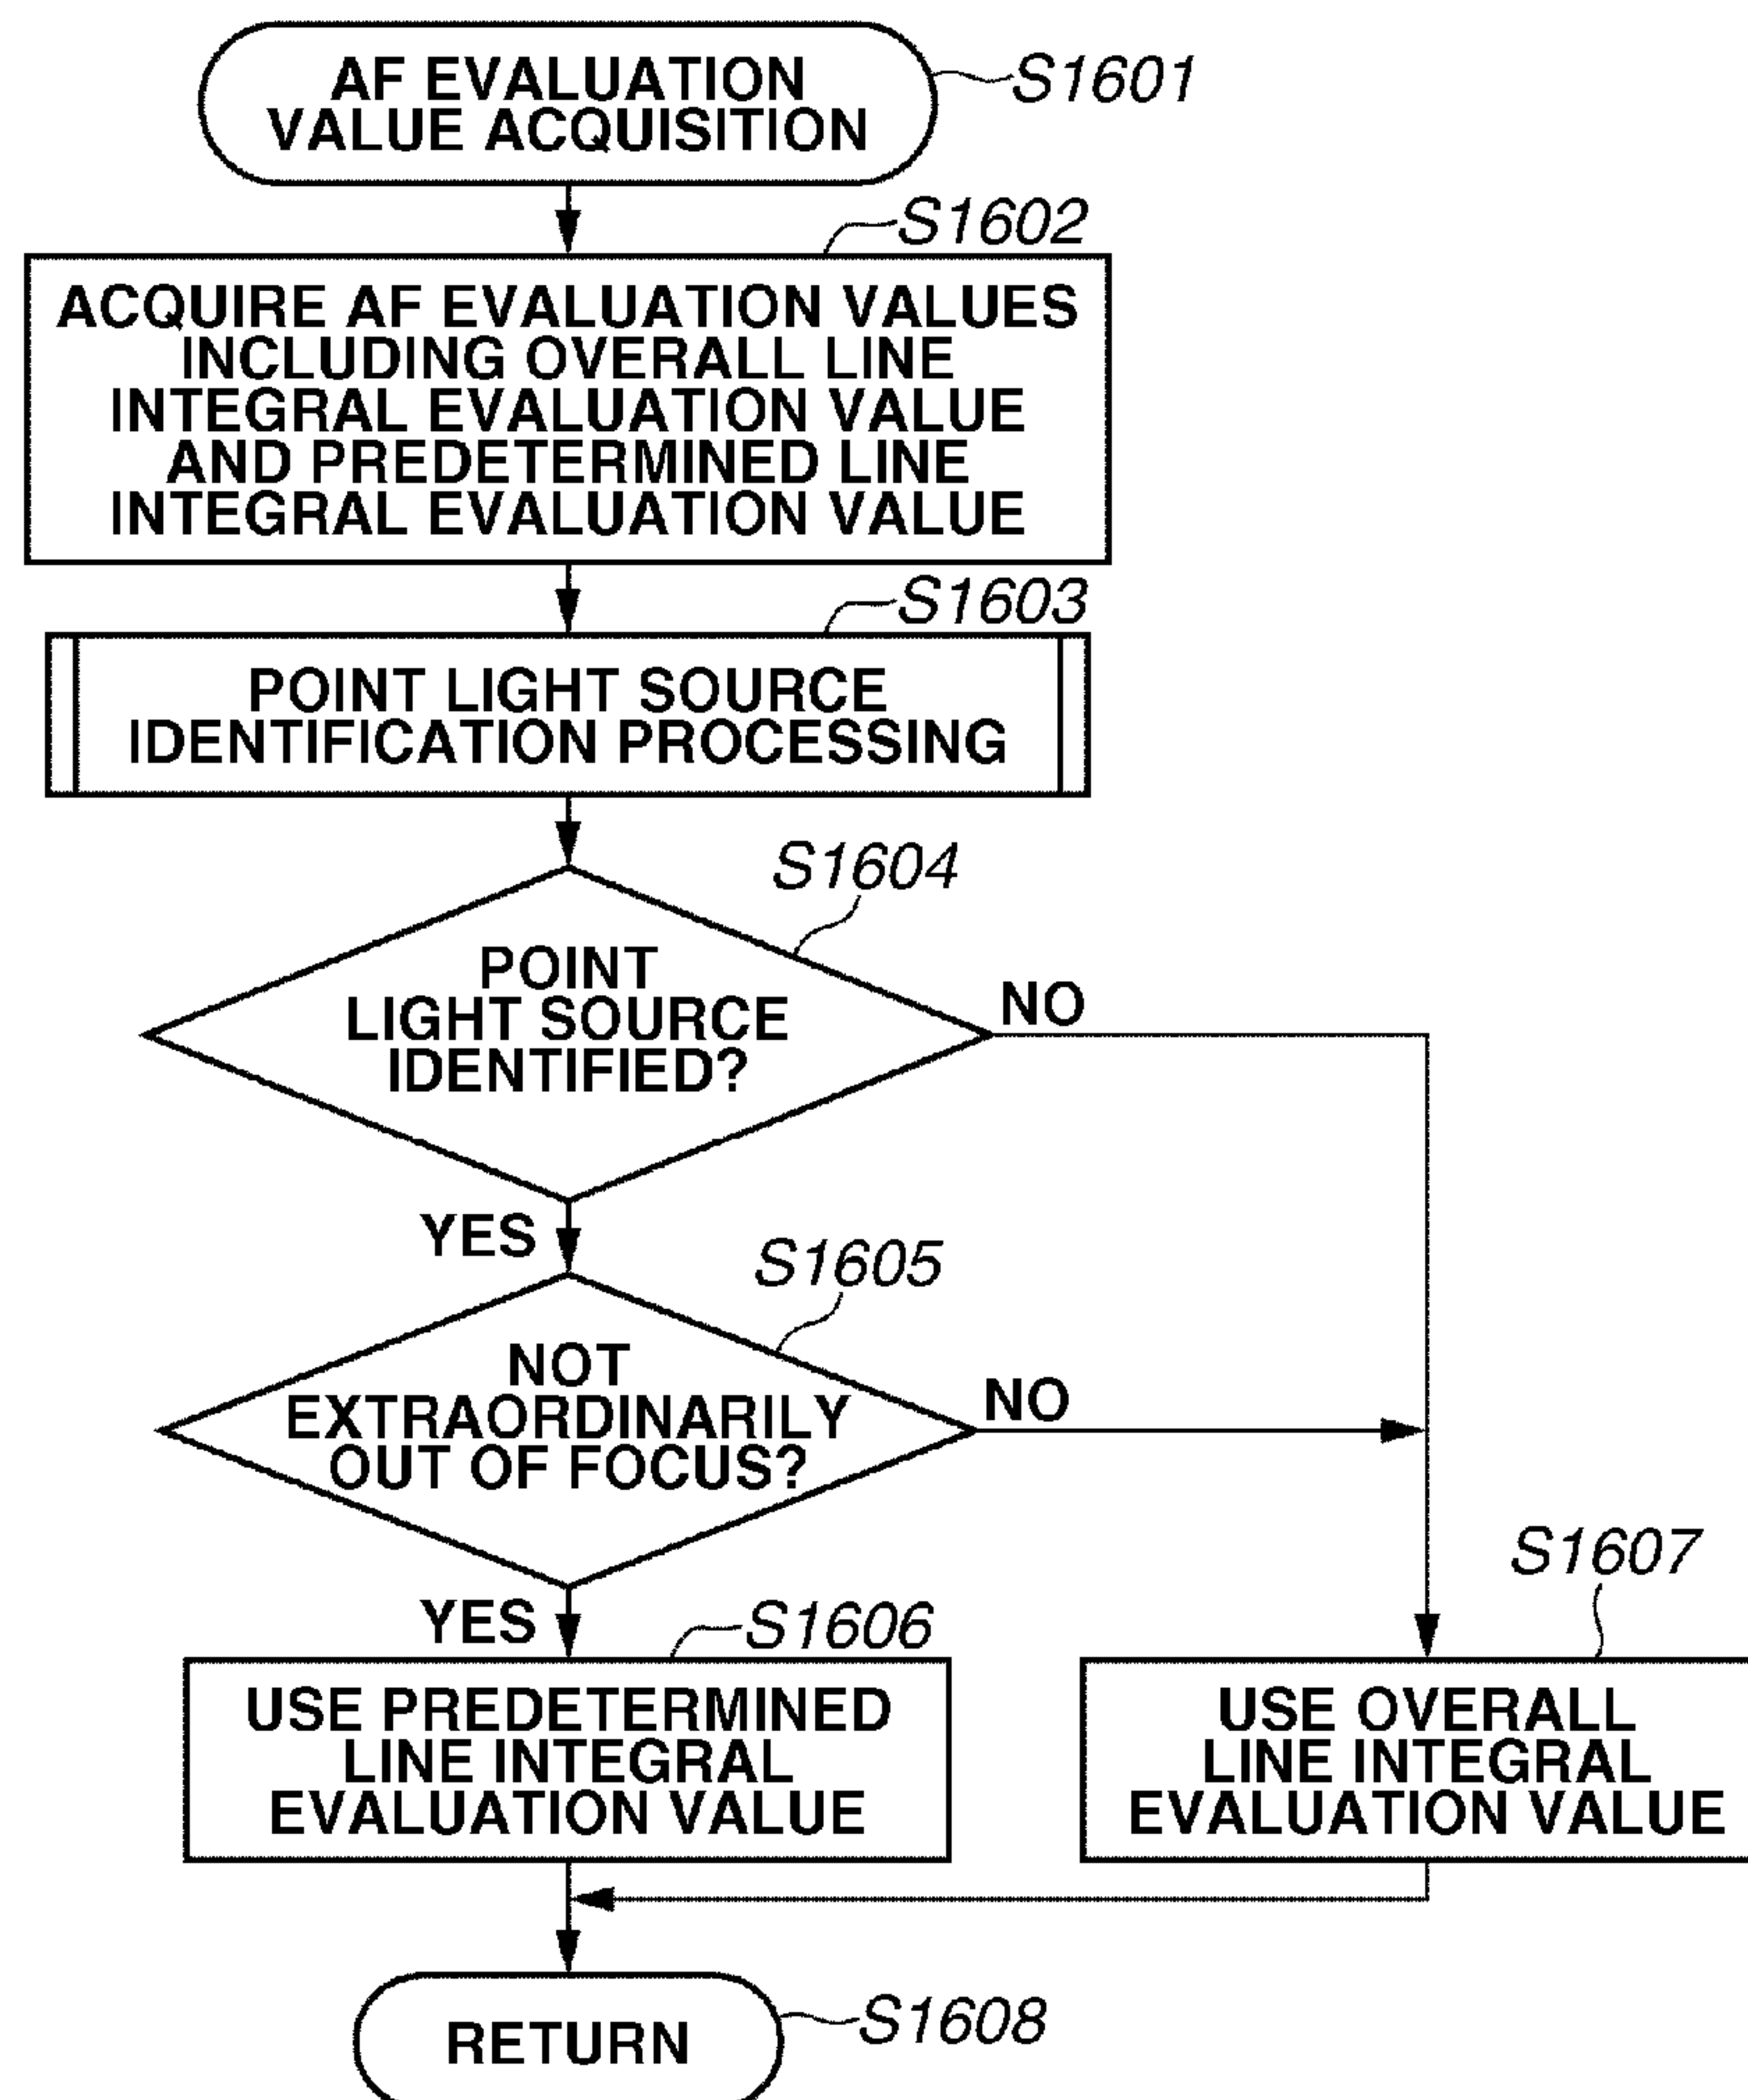 AF EVALUATION
VALUE ACQUISITION
S1601
S1602
ACQUIRE AF EVALUATION VALUES
INCLUDING OVERALL LINE
INTEGRAL EVALUATION VALUE
AND PREDETERMINED LINE
INTEGRAL EVALUATION VALUE
S1603
POINT LIGHT SOURCE
IDENTIFICATION PROCESSING
S1604
POINT
LIGHT SOURCE
IDENTIFIED?
NO
YES
S1605
NOT
EXTRAORDINARILY
OUT OF FOCUS?
NO
YES
S1606
USE PREDETERMINED
LINE INTEGRAL
EVALUATION VALUE
S1607
USE OVERALL
LINE INTEGRAL
EVALUATION VALUE
RETURN
S1608